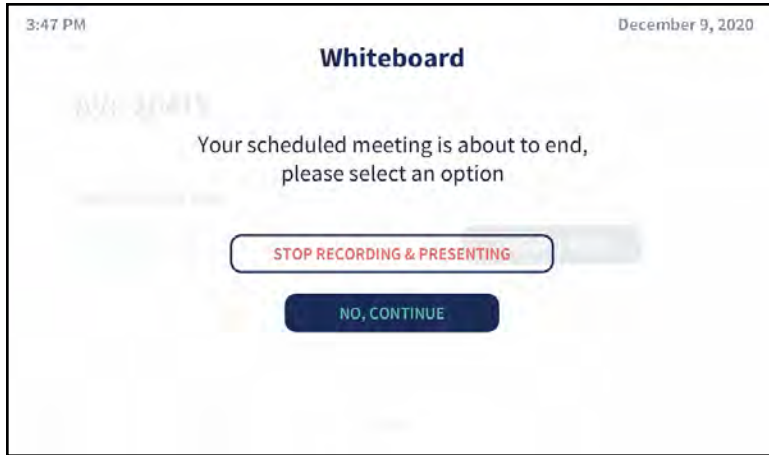 3:47 PM
December 9, 2020
Whiteboard
Your scheduled meeting is about to end,
please select an option
STOP RECORDING & PRESENTING
NO, CONTINUE